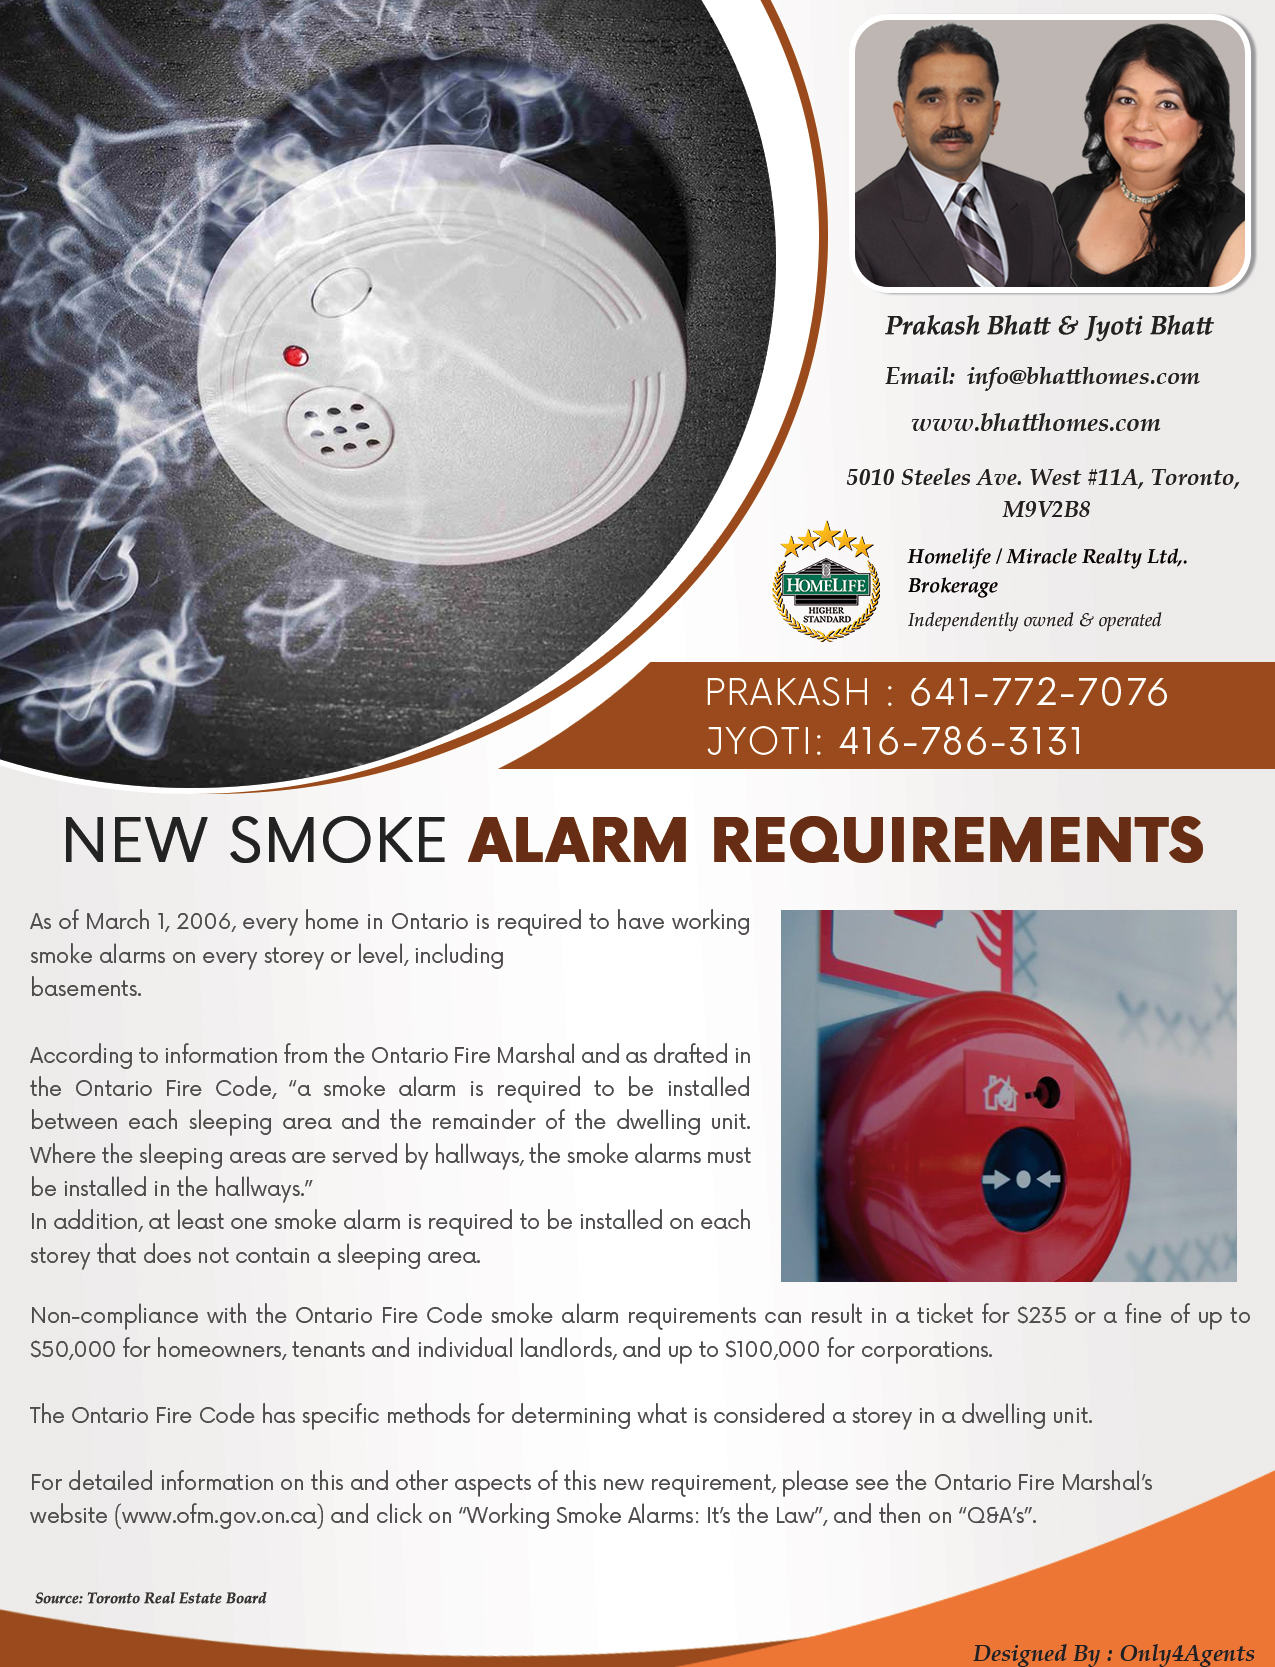 Prakash Bhatt & Jyoti Bhatt
Email: info@bhatthomes.com
www.bhatthomes.com
5010 Steeles Ave. West #11A, Toronto,
M9V2B8
HOMELIFE
HIGHER
STANDARD
Homelife / Miracle Realty Ltd,.
Brokerage
Independently owned & operated
PRAKASH : 641-772-7076
JYOTI: 416-786-3131
NEW SMOKE ALARM REQUIREMENTS
As of March 1, 2006, every home in Ontario is required to have working
smoke alarms on every storey or level, including
basements.
According to information from the Ontario Fire Marshal and as drafted in
the Ontario Fire Code, “a smoke alarm is required to be installed
between each sleeping area and the remainder of the dwelling unit.
Where the sleeping areas are served by hallways, the smoke alarms must
be installed in the hallways.”
In addition, at least one smoke alarm is required to be installed on each
storey that does not contain a sleeping area.
Non-compliance with the Ontario Fire Code smoke alarm requirements can result in a ticket for $235 or a fine of up to
$50,000 for homeowners, tenants and individual landlords, and up to $100,000 for corporations.
The Ontario Fire Code has specific methods for determining what is considered a storey in a dwelling unit.
For detailed information on this and other aspects of this new requirement, please see the Ontario Fire Marshal’s
website (www.ofm.gov.on.ca) and click on “Working Smoke Alarms: It’s the Law”, and then on “Q&A’s”.
Source: Toronto Real Estate Board
Designed By : Only4Agents